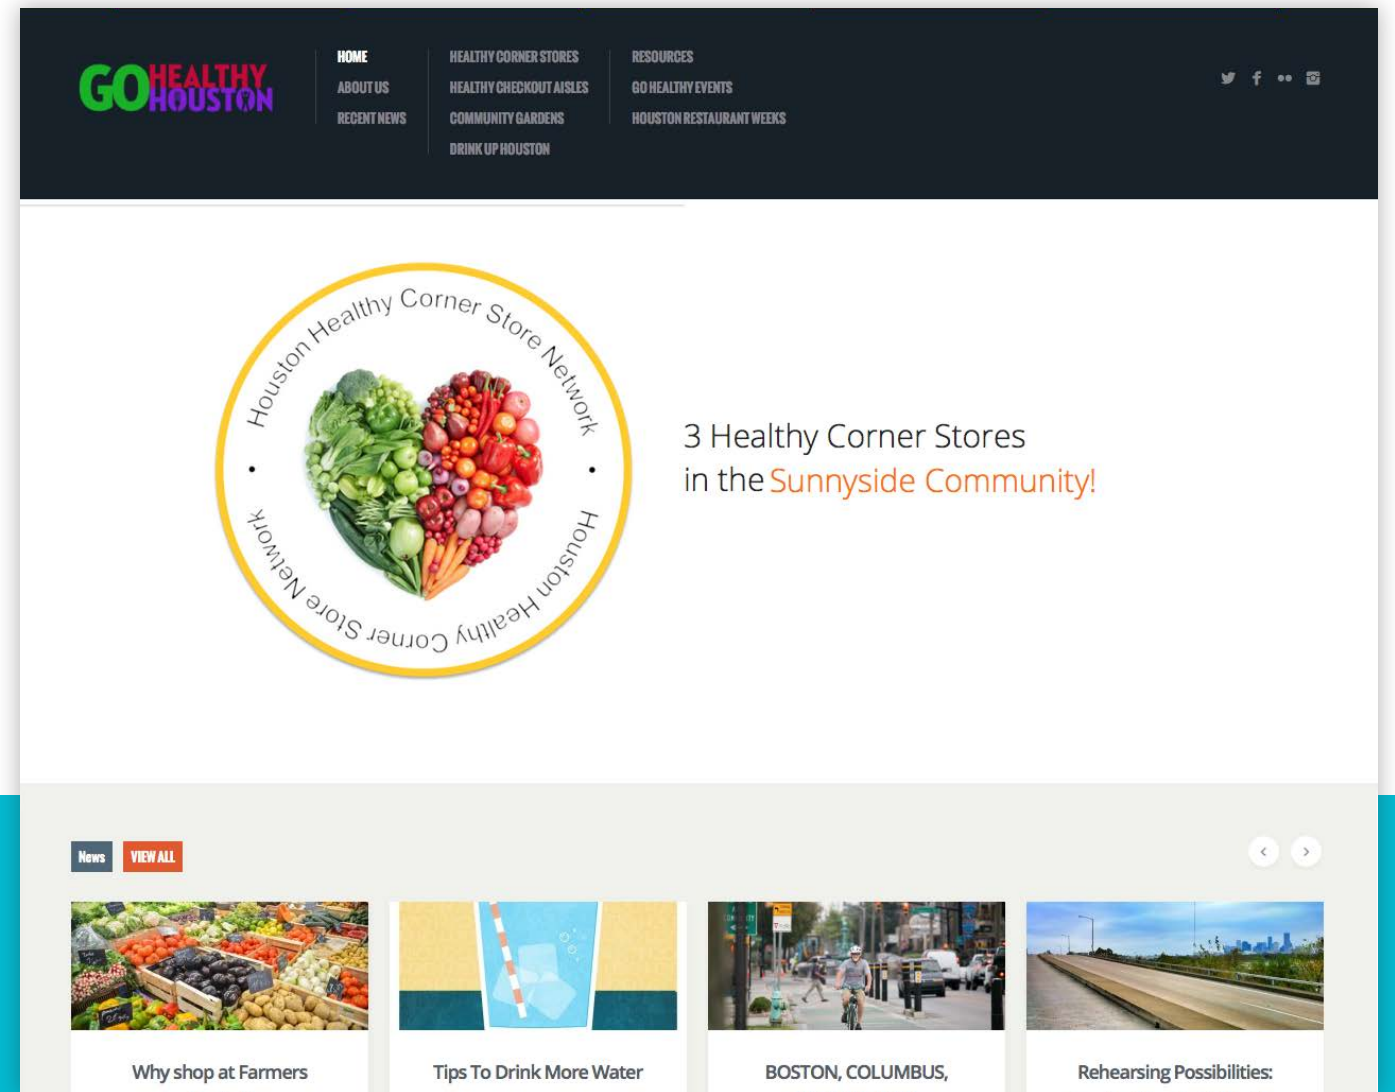 GO HEALTHY HOUSTON
HOME
ABOUT US
RECENT NEWS
HEALTHY CORNER STORES
HEALTHY CHECKOUT AISLES
COMMUNITY GARDENS
DRINK UP HOUSTON
RESOURCES
GO HEALTHY EVENTS
HOUSTON RESTAURANT WEEKS
Houston Healthy Corner Store Network
Houston Healthy Corner Store Network
3 Healthy Corner Stores
in the Sunnyside Community!
News
VIEW ALL
Why shop at Farmers
Tips To Drink More Water
BOSTON, COLUMBUS,
Rehearsing Possibilities: